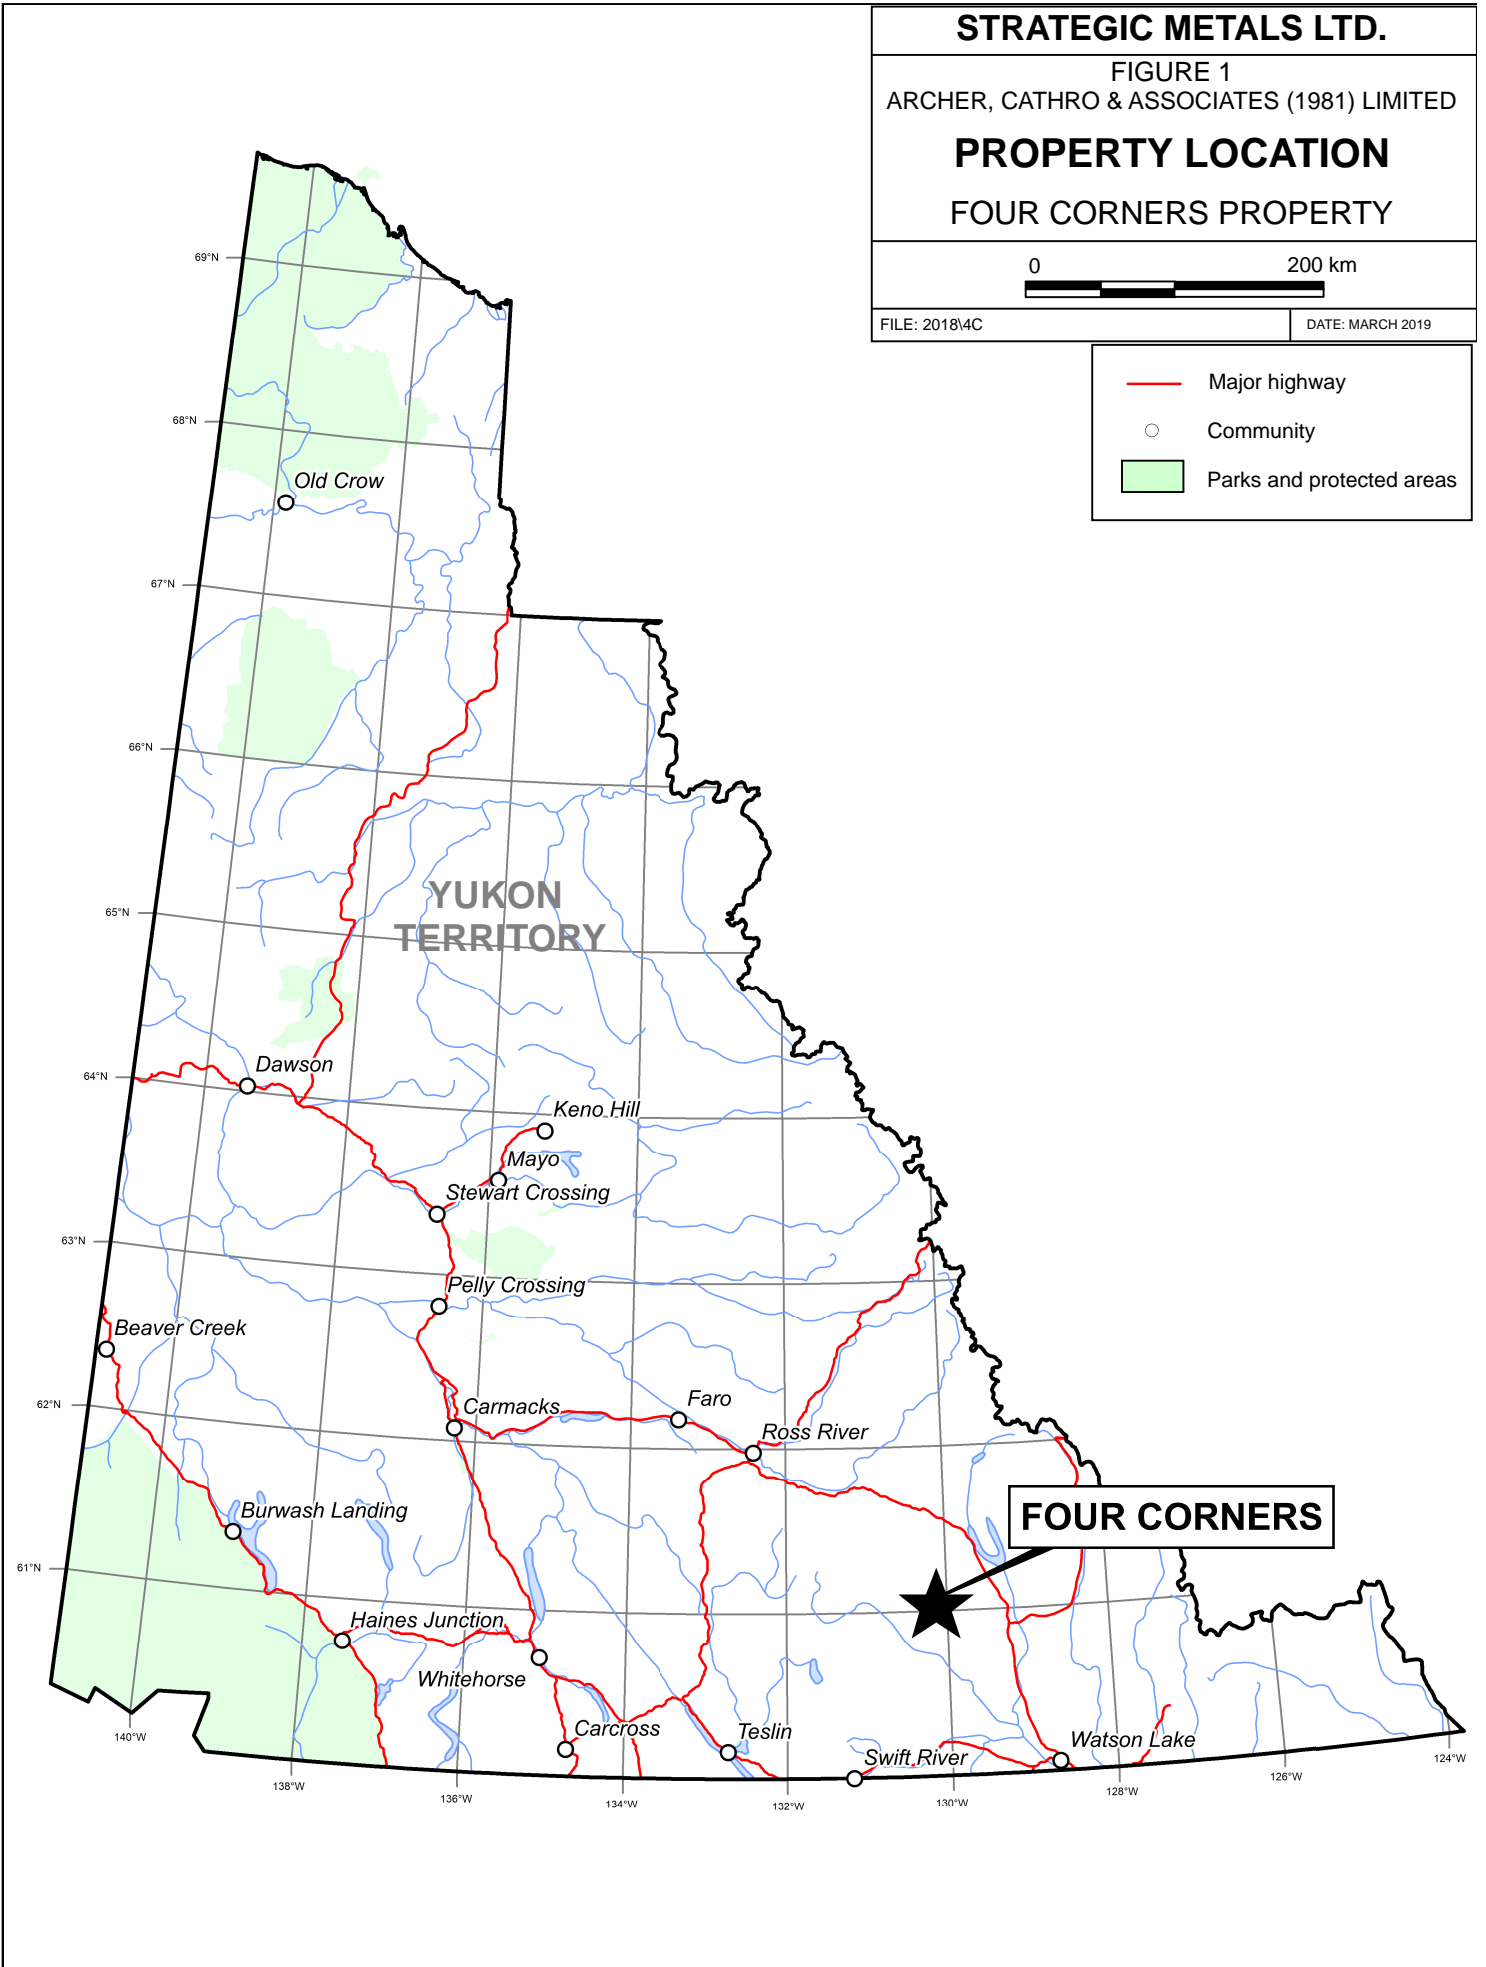 STRATEGIC METALS LTD.
FIGURE 1
ARCHER, CATHRO & ASSOCIATES (1981) LIMITED
PROPERTY LOCATION
FOUR CORNERS PROPERTY
0 200 km
FILE: 2018\4C DATE: MARCH 2019
Major highway
Community
Parks and protected areas
69°N
68°N
Old Crow
67°N
66°N
65°N
YUKON
TERRITORY
64°N
Dawson
Keno Hill
Mayo
Stewart Crossing
63°N
Pelly Crossing
Beaver Creek
62°N
Carmacks
Faro
Ross River
Burwash Landing
FOUR CORNERS
61°N
Haines Junction
Whitehorse
Carcross
Teslin
Swift River
Watson Lake
140°W
138°W
136°W
134°W
132°W
130°W
128°W
126°W
124°W